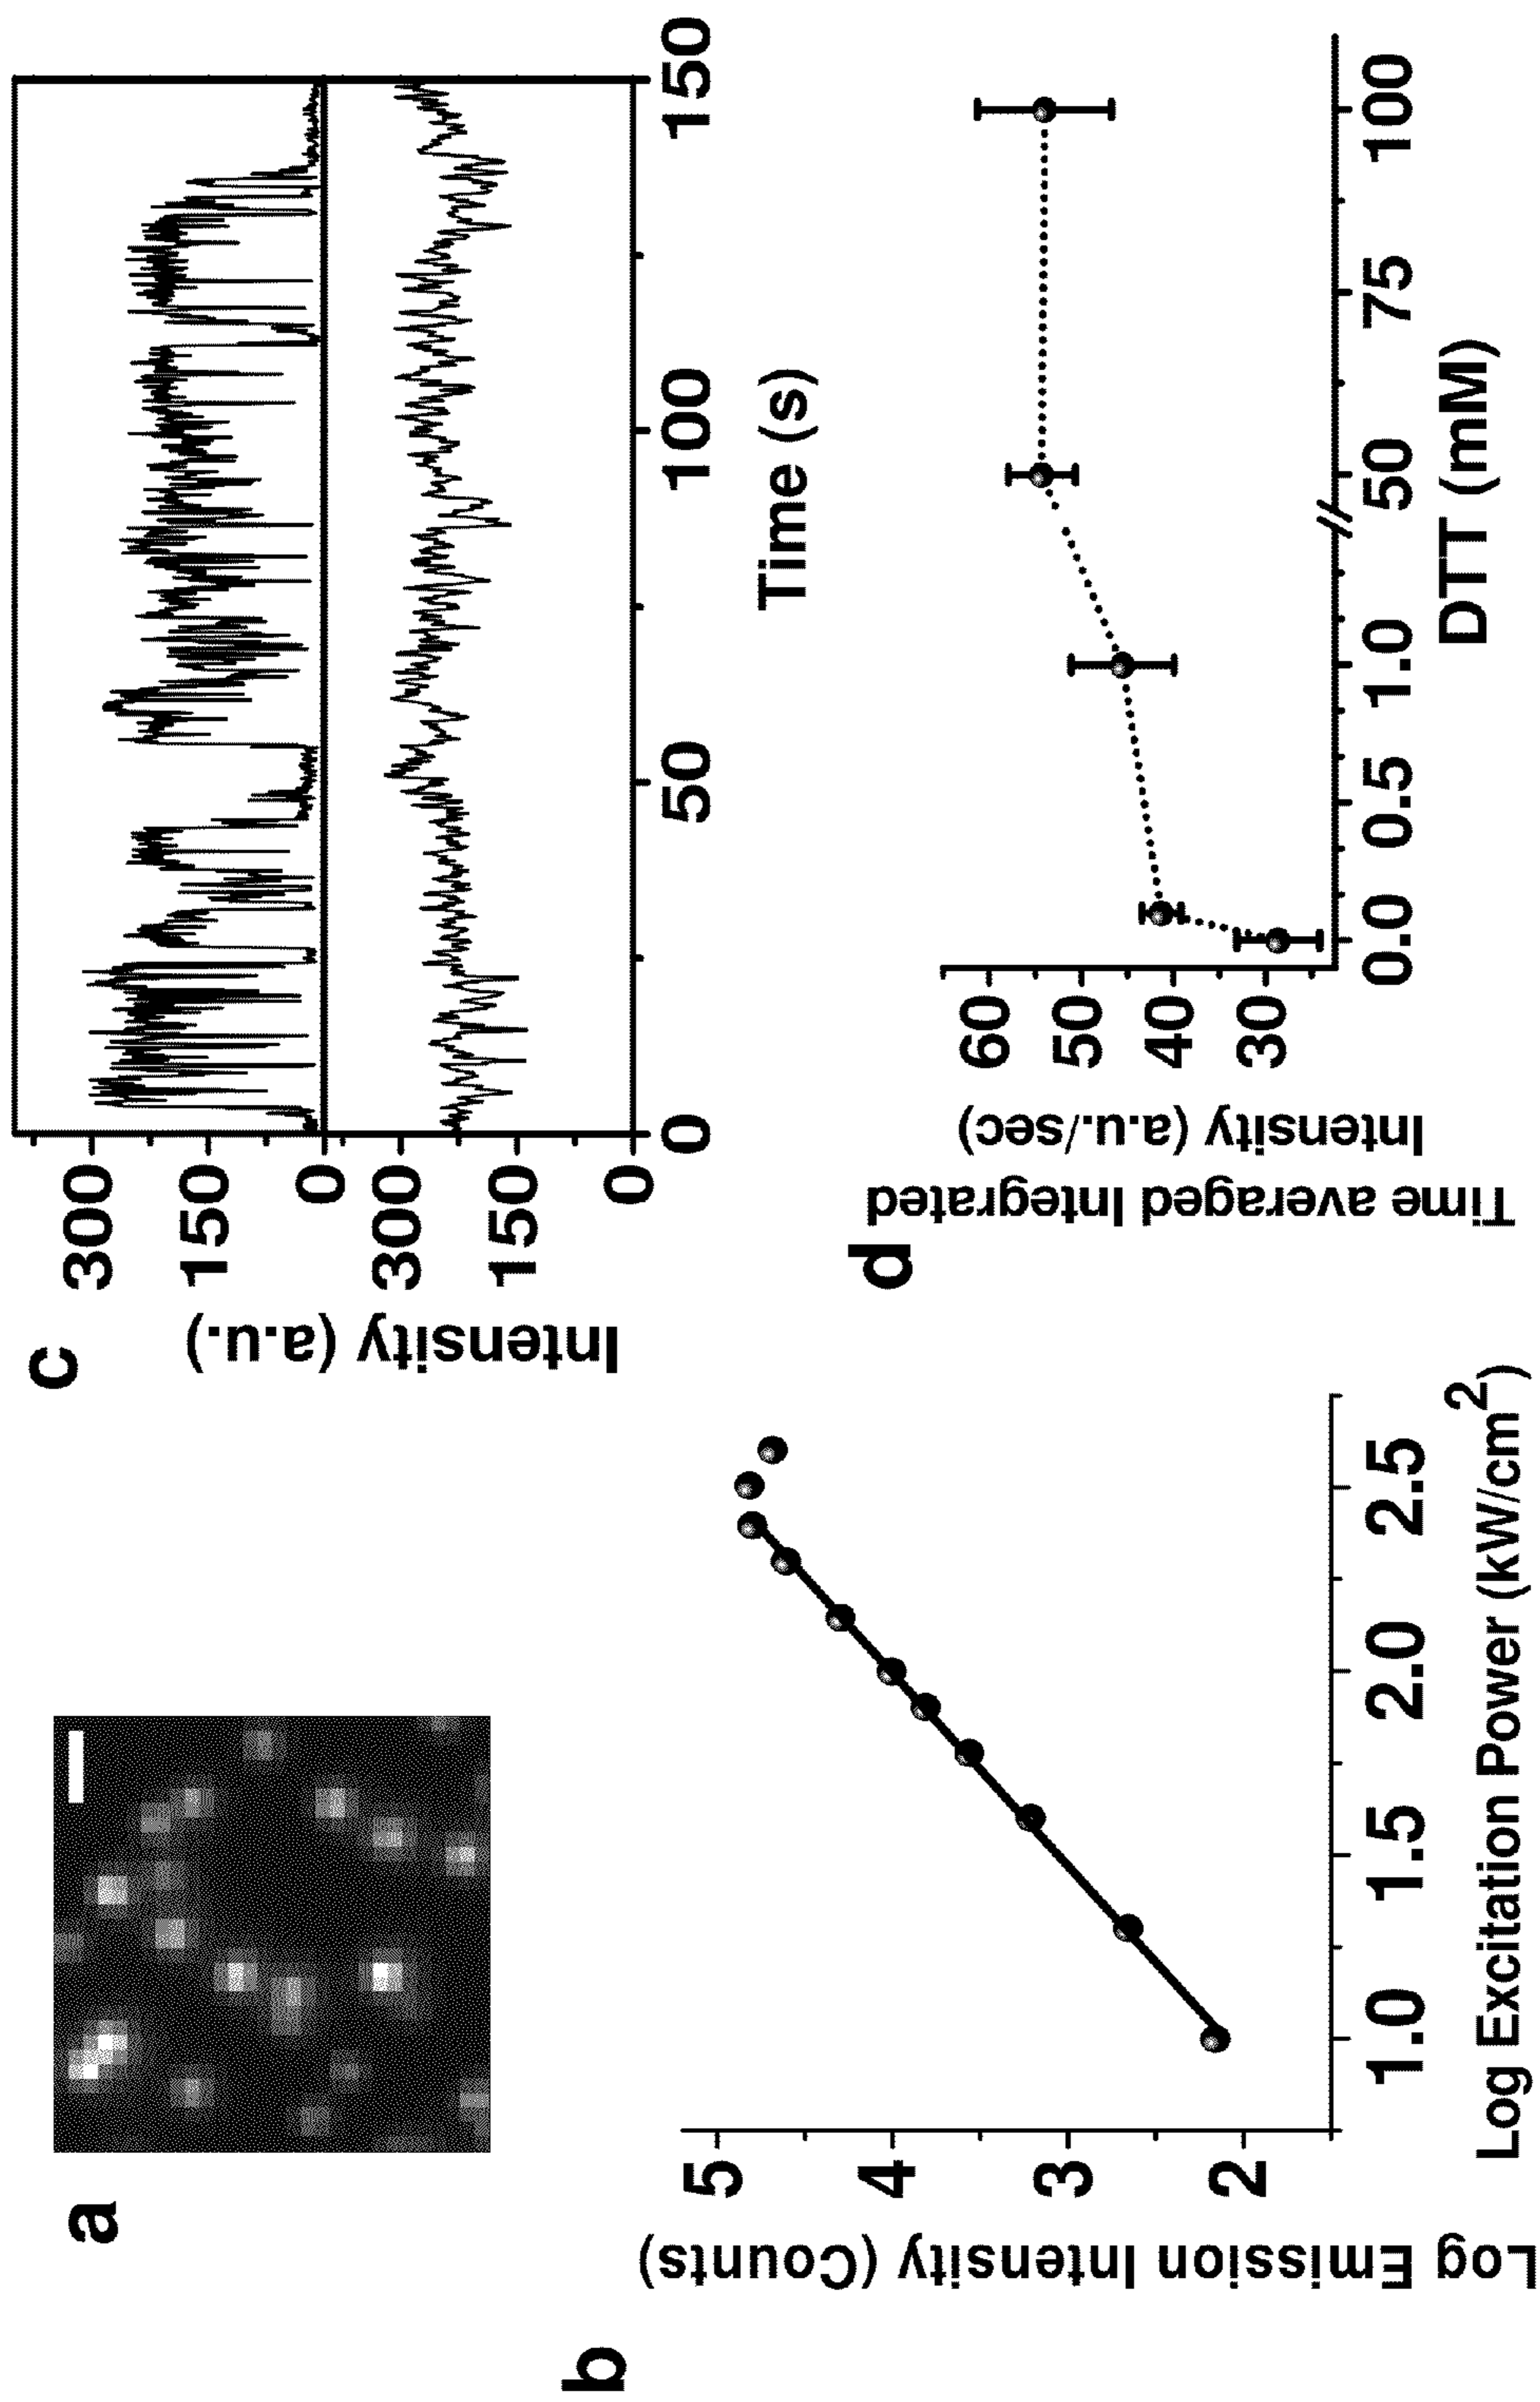 a
b
5
4
3
2
Log Emission Intensity (Counts)
1.0 1.5 2.0 2.5
Log Excitation Power (kW/cm2)
c
300
150
0
300
150
0
Intensity (a.u.)
0 50 100 150
Time (s)
d
60
50
40
30
Time averaged Integrated
Intensity (a.u./sec)
0.0 0.5 1.0 50 75 100
DTT (mM)